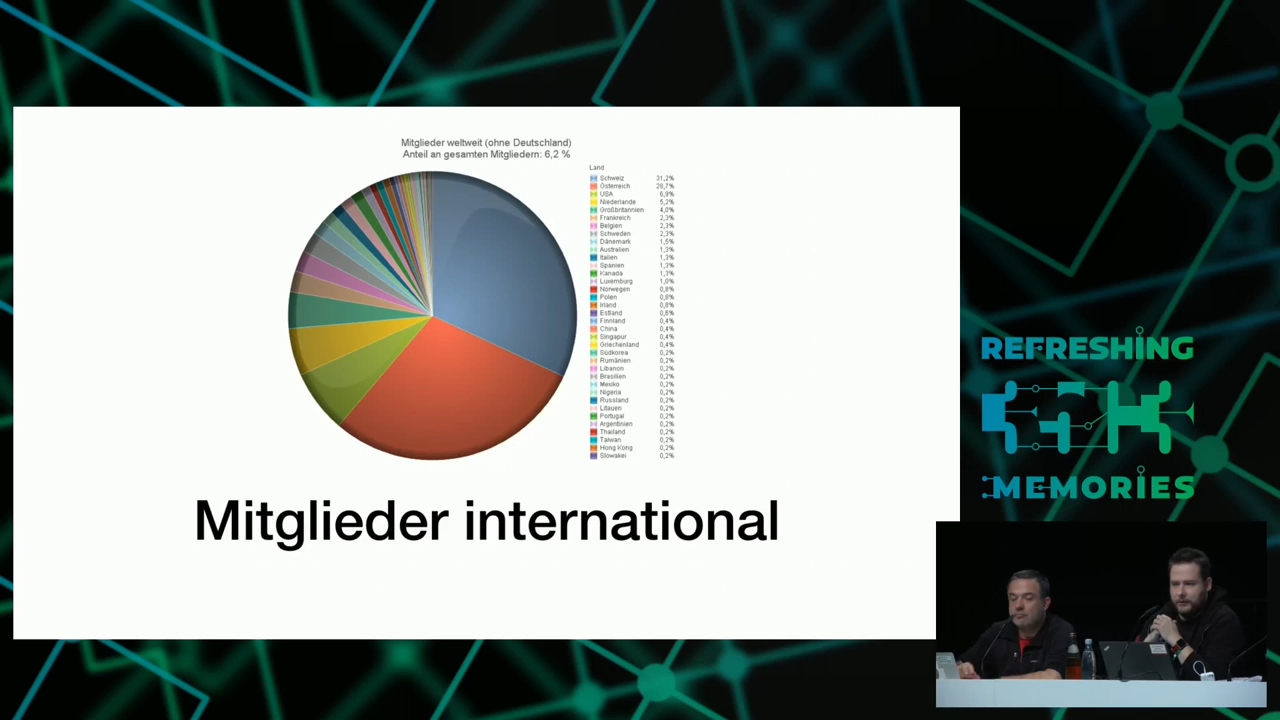 Mitglieder weltweit (ohne Deutschland)
Anteil an gesamten Mitgliedern: 6,2 %
Land
Schweiz 31,2%
Österreich 28,7%
USA 6,9%
Niederlande 5,2%
Großbritannien 4,0%
Frankreich 2,3%
Belgien 2,3%
Schweden 2,3%
Dänemark 1,5%
Australien 1,3%
Italien 1,3%
Spanien 1,3%
Kanada 1,3%
Luxemburg 1,0%
Norwegen 0,8%
Polen 0,8%
Irland 0,8%
Estland 0,6%
Finnland 0,4%
China 0,4%
Singapur 0,4%
Griechenland 0,4%
Südkorea 0,2%
Rumänien 0,2%
Libanon 0,2%
Brasilien 0,2%
Mexiko 0,2%
Nigeria 0,2%
Russland 0,2%
Litauen 0,2%
Portugal 0,2%
Argentinien 0,2%
Thailand 0,2%
Taiwan 0,2%
Hong Kong 0,2%
Slowakei 0,2%
Mitglieder international
REFRESHING
MEMORIES